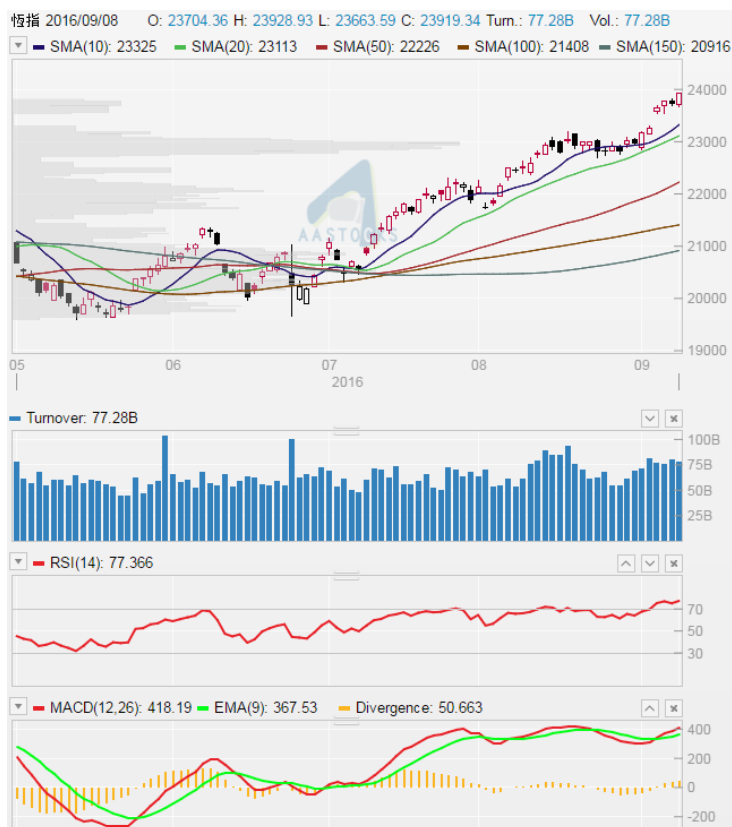 恆指 2016/09/08 O: 23704.36 H: 23928.93 L: 23663.59 C: 23919.34 Turn.: 77.28B Vol.: 77.28B
SMA(10): 23325 SMA(20): 23113 SMA(50): 22226 SMA(100): 21408 SMA(150): 20916
24000
23000
22000
AASTOCKS
21000
20000
19000
05 06 07 08 09
2016
Turnover: 77.28B
100B
75B
50B
25B
RSI(14): 77.366
70
50
30
MACD(12,26): 418.19 EMA(9): 367.53 Divergence: 50.663
400
200
0
-200